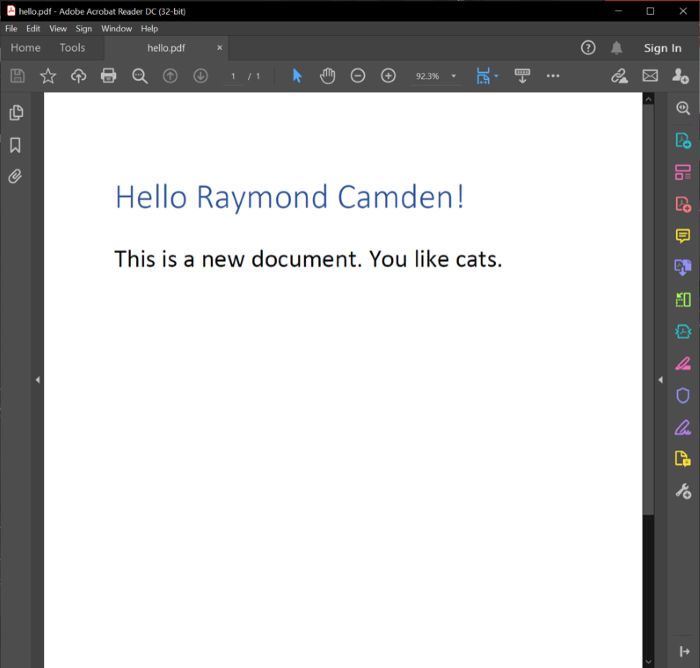 hello.pdf - Adobe Acrobat Reader DC (32-bit)
File Edit View Sign Window Help
Home Tools hello.pdf × Sign In
1 / 1 92.3%
Hello Raymond Camden!
This is a new document. You like cats.